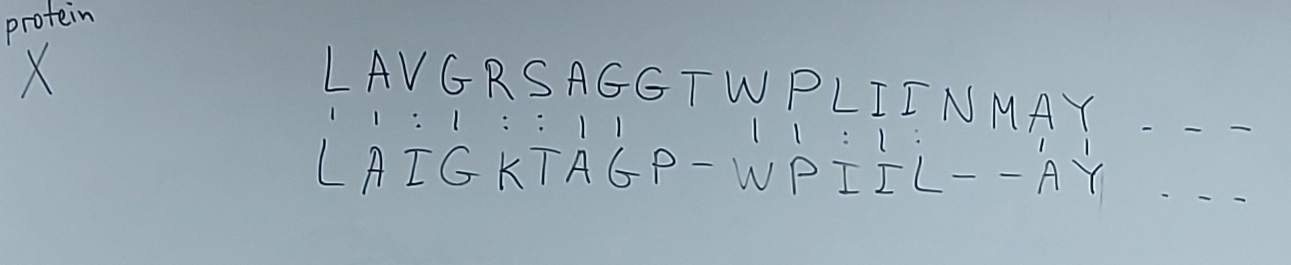 protein
X
LAVGRSAGGTWPLIINMAY - - -
| | : | : : | | | | : | : | |
LAIGKTAGP-WPIIL--AY - - -